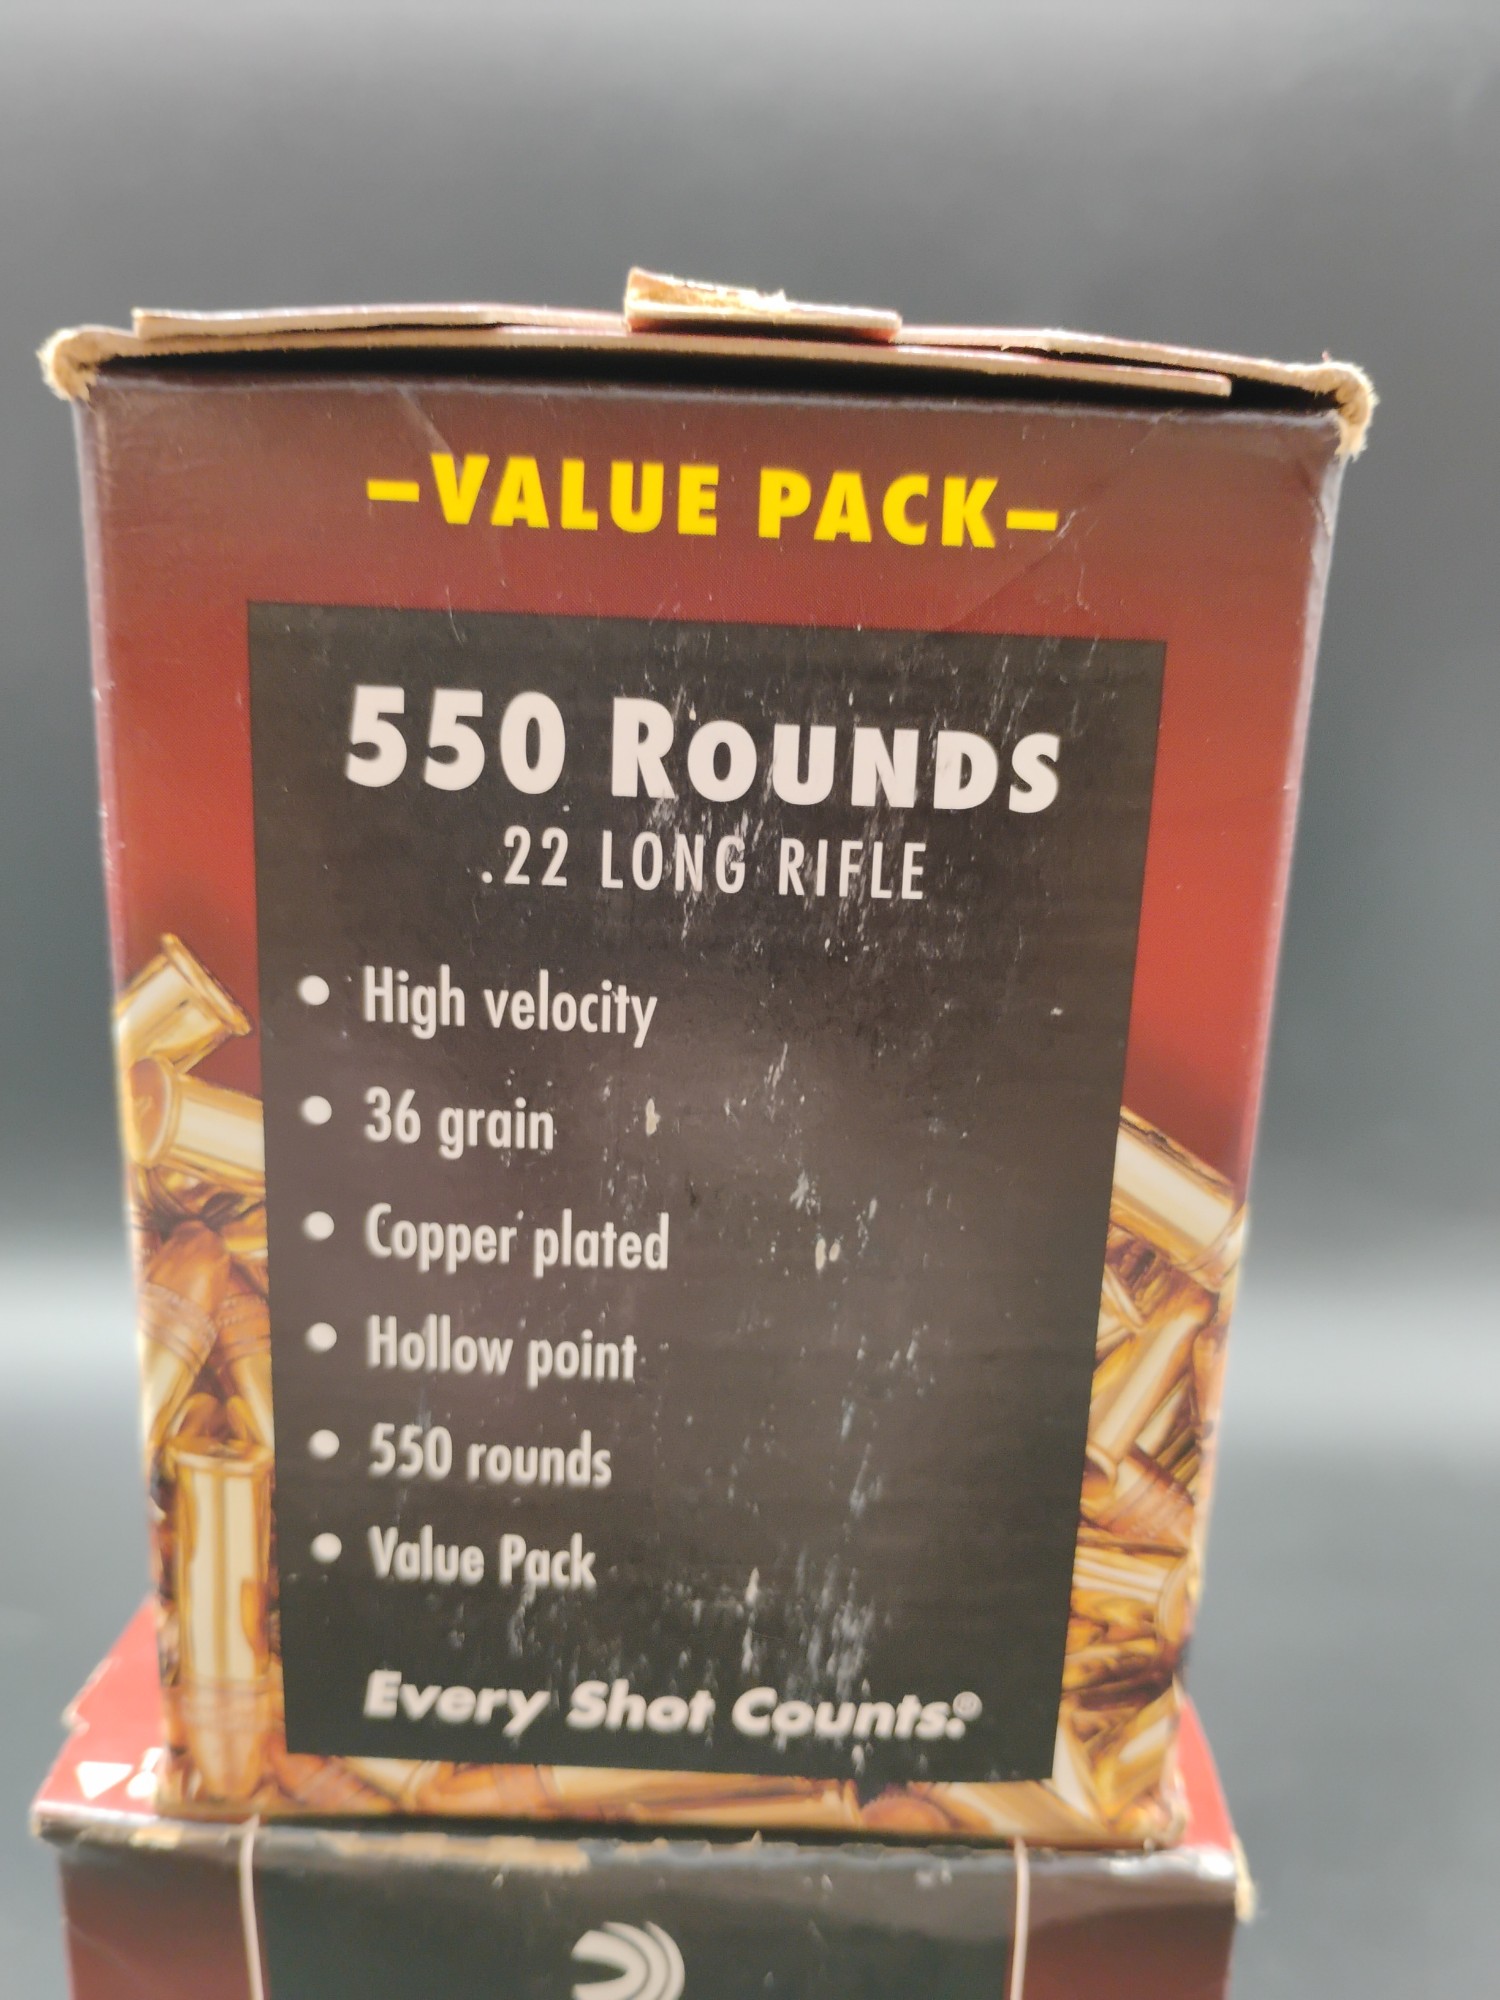 –VALUE PACK–
550 ROUNDS
.22 LONG RIFLE
• High velocity
• 36 grain
• Copper plated
• Hollow point
• 550 rounds
• Value Pack
Every Shot Counts.®